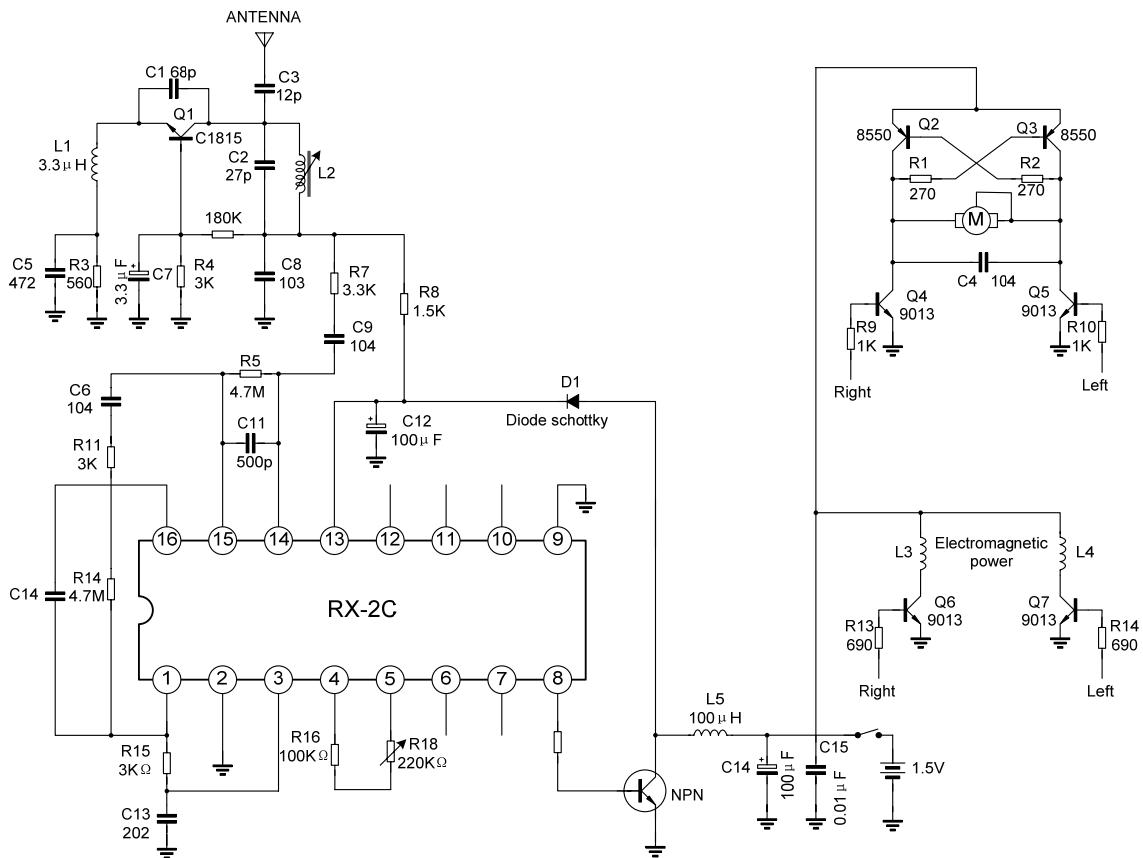 ANTENNA
C1 68p
C3
12p
Q1
C1815
L1
3.3μH
C2
27p
L2
180K
C5
472
R3
560
3.3μF
C7
R4
3K
C8
103
R7
3.3K
R8
1.5K
C9
104
R5
4.7M
C6
104
C11
500p
R11
3K
C12
100μF
D1
Diode schottky
Q2
Q3
8550
8550
R1
270
R2
270
M
C4
104
Q4
9013
Q5
9013
R9
1K
R10
1K
Right
Left
16
15
14
13
12
11
10
9
C14
R14
4.7M
RX-2C
1
2
3
4
5
6
7
8
R15
3KΩ
R16
100KΩ
R18
220KΩ
C13
202
NPN
L5
100μH
C14
100μF
C15
0.01μF
1.5V
L3
Electromagnetic
power
L4
Q6
9013
Q7
9013
R13
690
R14
690
Right
Left